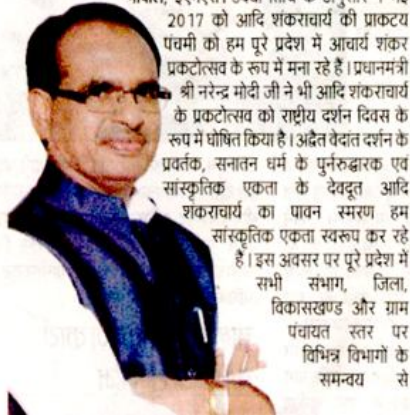 2017 को आदि शंकराचार्य की प्राकटय
पंचमी को हम पूरे प्रदेश में आचार्य शंकर
प्रकटोत्सव के रूप में मना रहे हैं। प्रधानमंत्री
श्री नरेन्द्र मोदी जी ने भी आदि शंकराचार्य
के प्रकटोत्सव को राष्ट्रीय दर्शन दिवस के
रूप में घोषित किया है। अद्वैत वेदांत दर्शन के
प्रवर्तक, सनातन धर्म के पुर्नरुद्धारक एवं
सांस्कृतिक एकता के देवदूत आदि
शंकराचार्य का पावन स्मरण हम
सांस्कृतिक एकता स्वरूप कर रहे
हैं। इस अवसर पर पूरे प्रदेश में
सभी संभाग, जिला,
विकासखण्ड और ग्राम
पंचायत स्तर पर
विभिन्न विभागों के
समन्वय से